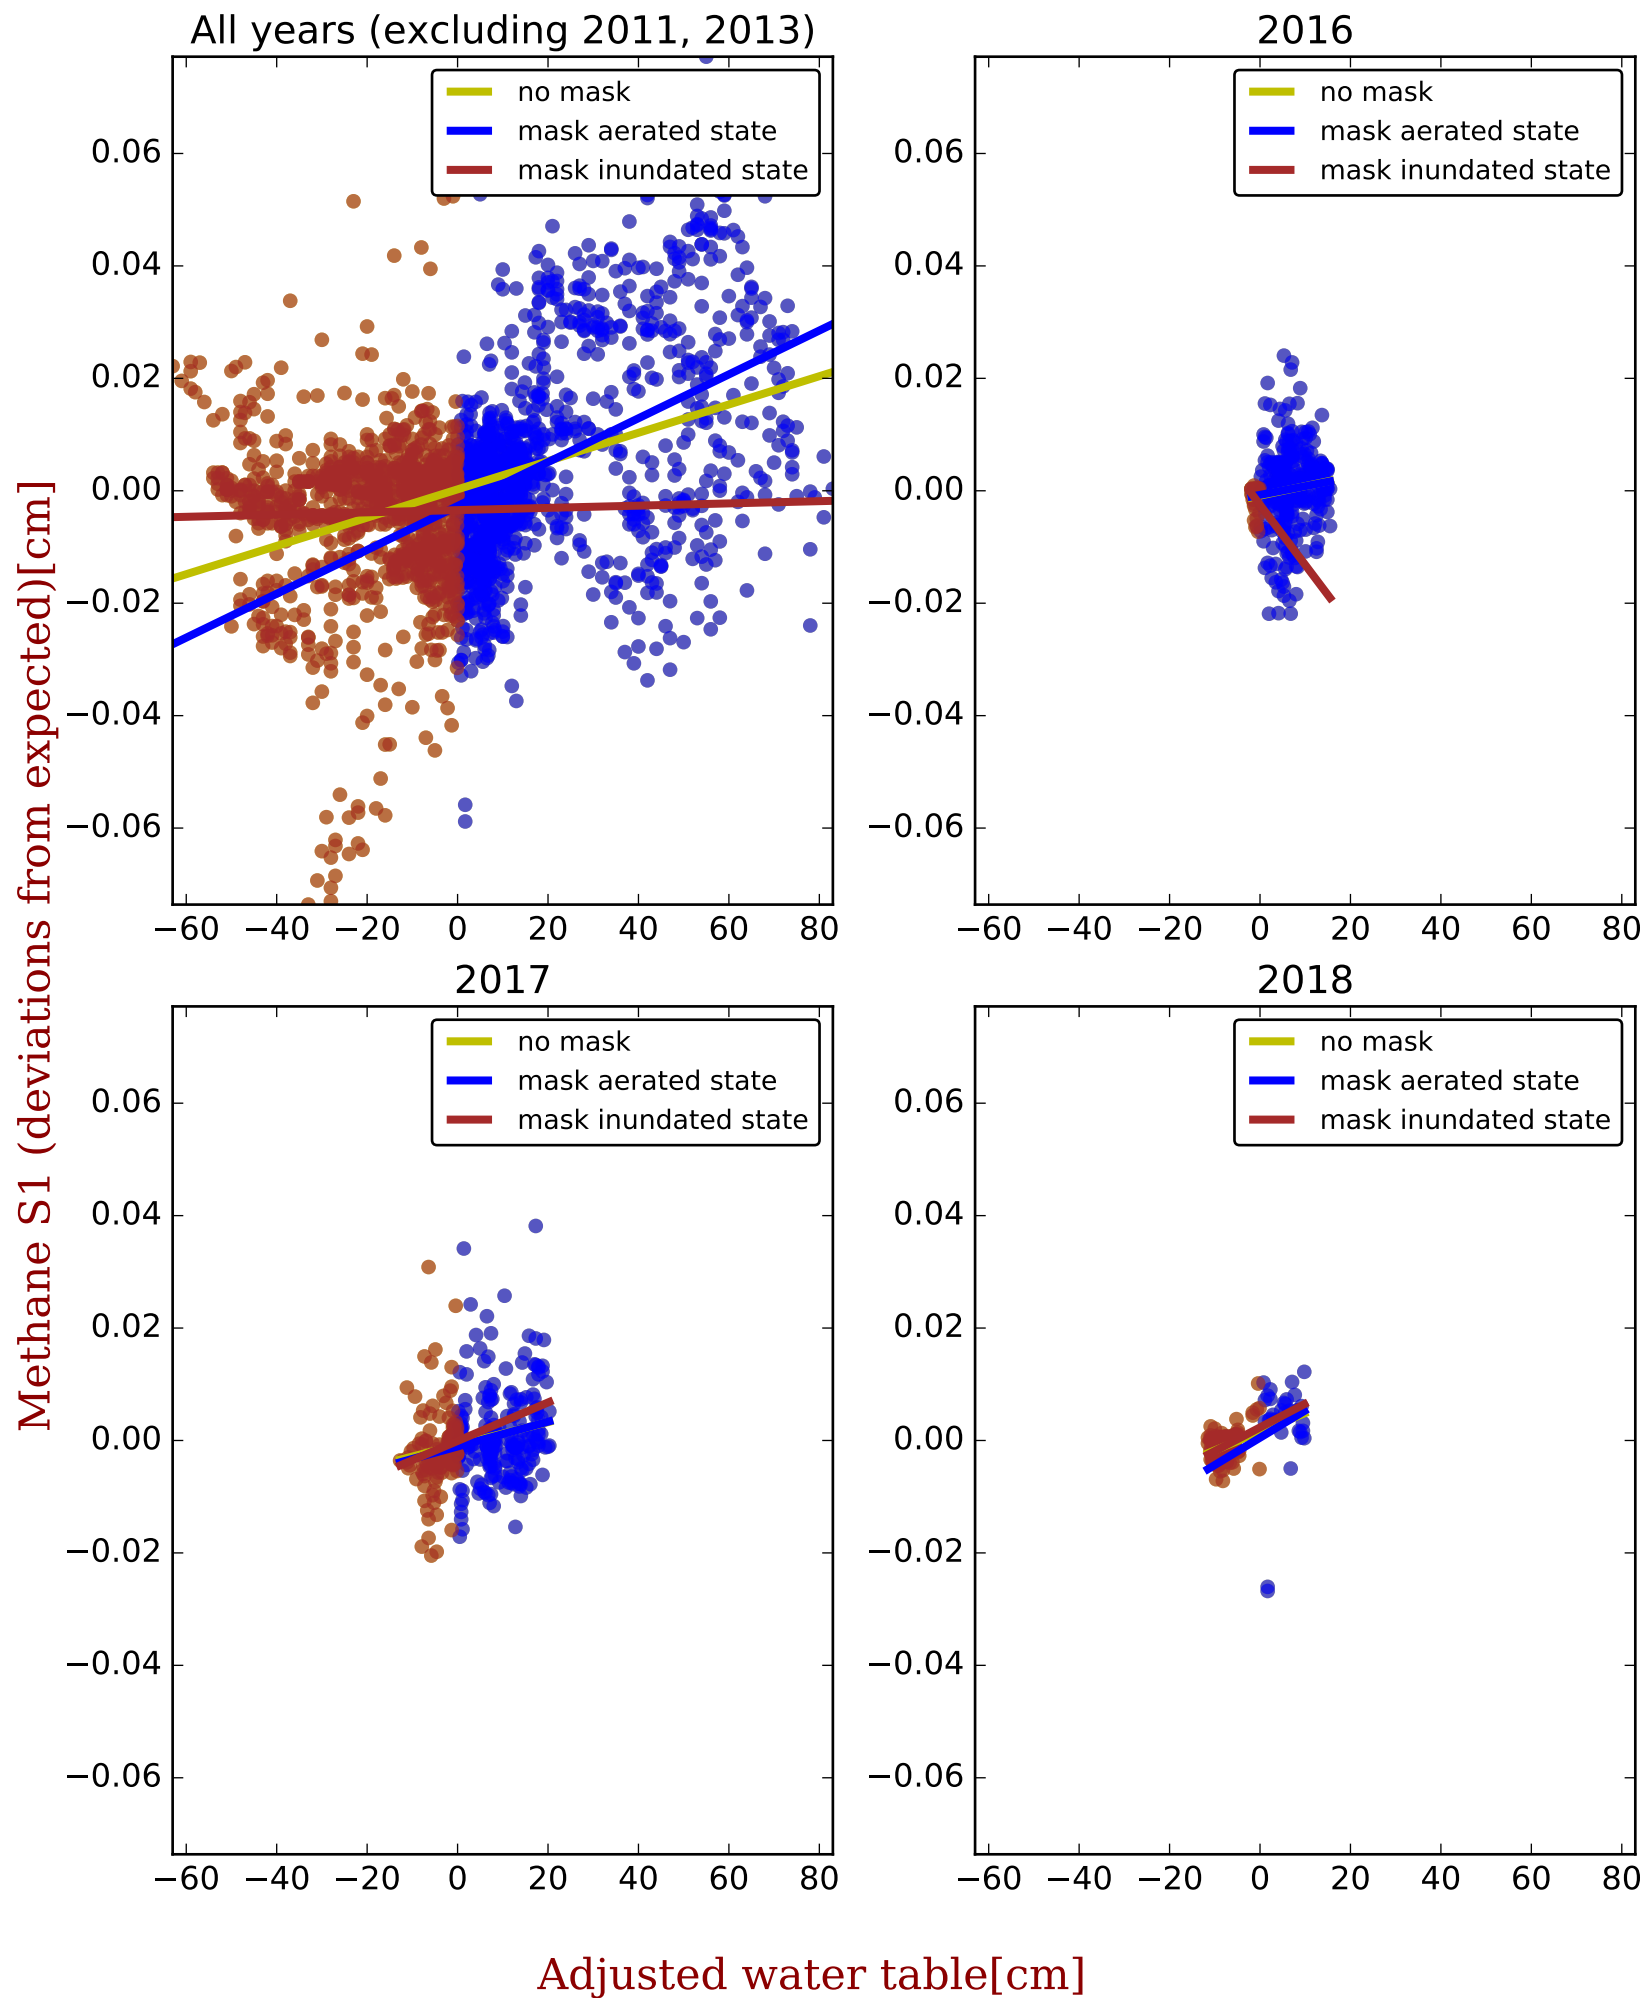 All years (excluding 2011, 2013)
no mask
mask aerated state
mask inundated state
0.06
0.04
0.02
0.00
−0.02
−0.04
−0.06
−60 −40 −20 0 20 40 60 80
2016
no mask
mask aerated state
mask inundated state
0.06
0.04
0.02
0.00
−0.02
−0.04
−0.06
−60 −40 −20 0 20 40 60 80
Methane S1 (deviations from expected)[cm]
2017
no mask
mask aerated state
mask inundated state
0.06
0.04
0.02
0.00
−0.02
−0.04
−0.06
−60 −40 −20 0 20 40 60 80
2018
no mask
mask aerated state
mask inundated state
0.06
0.04
0.02
0.00
−0.02
−0.04
−0.06
−60 −40 −20 0 20 40 60 80
Adjusted water table[cm]